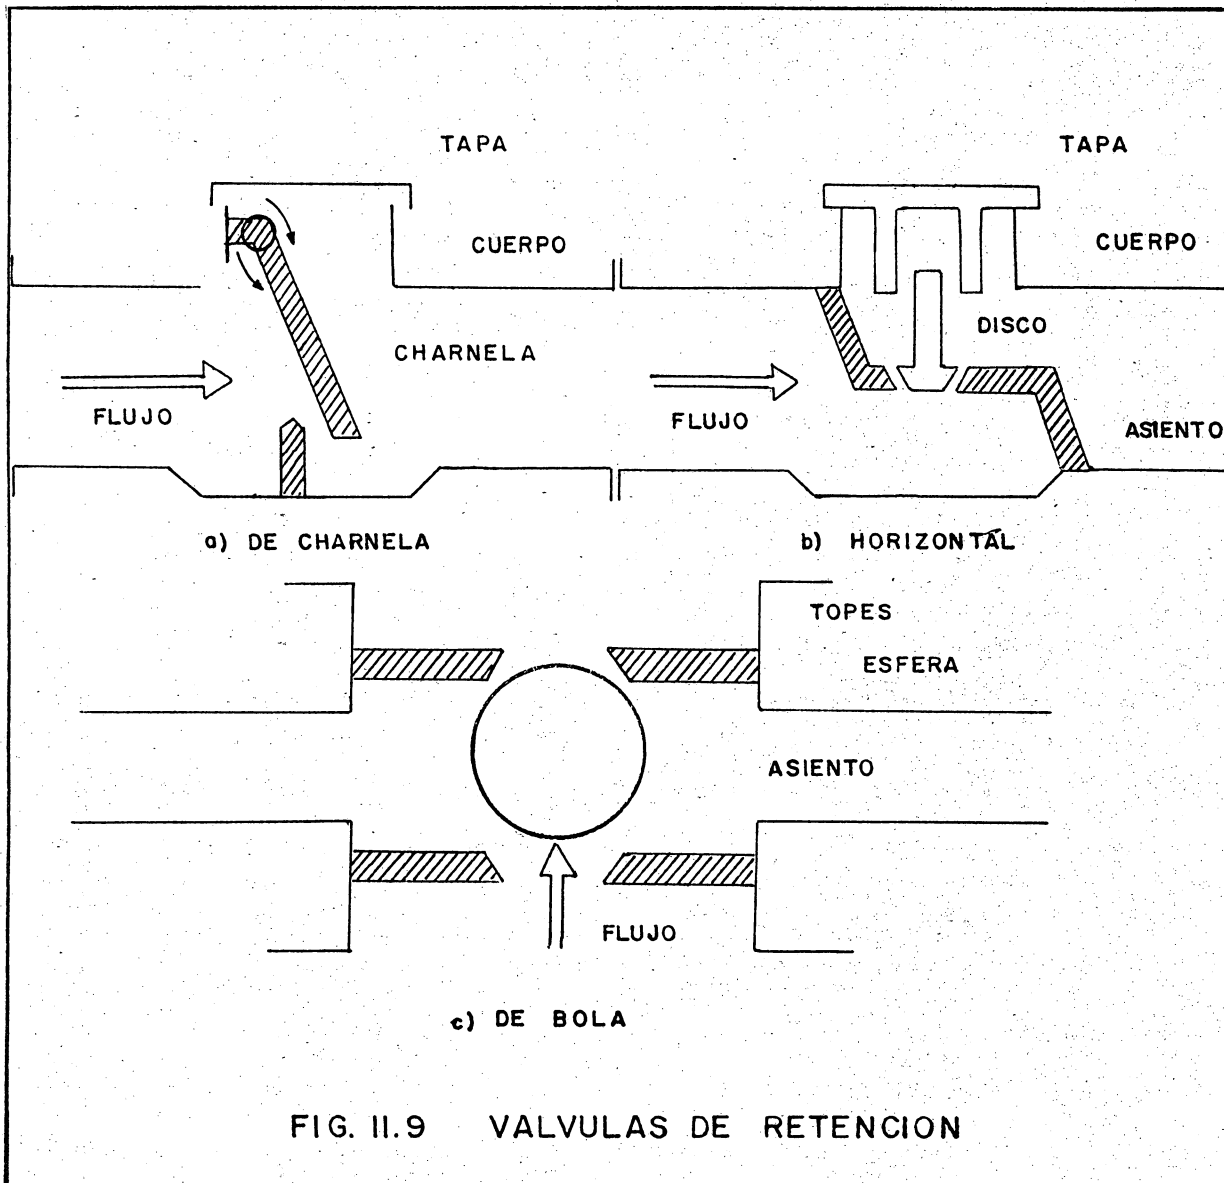 TAPA
CUERPO
CHARNELA
FLUJO
a) DE CHARNELA
TAPA
CUERPO
DISCO
FLUJO
ASIENTO
b) HORIZONTAL
TOPES
ESFERA
ASIENTO
FLUJO
c) DE BOLA
FIG. 11.9 VALVULAS DE RETENCION